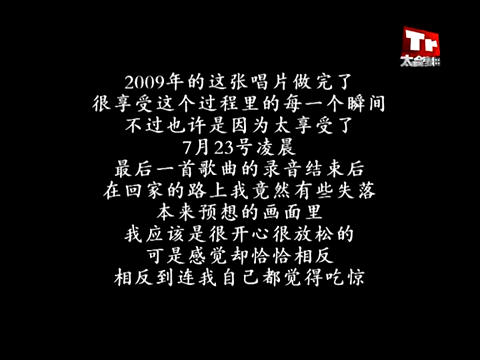 Tr
太合麦田
2009年的这张唱片做完了
很享受这个过程里的每一个瞬间
不过也许是因为太享受了
7月23号凌晨
最后一首歌曲的录音结束后
在回家的路上我竟然有些失落
本来预想的画面里
我应该是很开心很放松的
可是感觉却恰恰相反
相反到连我自己都觉得吃惊